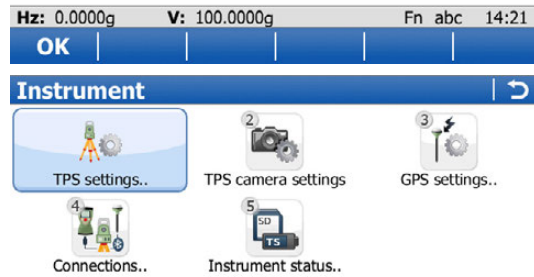 Hz: 0.0000g V: 100.0000g Fn abc 14:21
OK
Instrument
2 3
TPS settings.. TPS camera settings GPS settings..
4 5
SD
TS
Connections.. Instrument status..